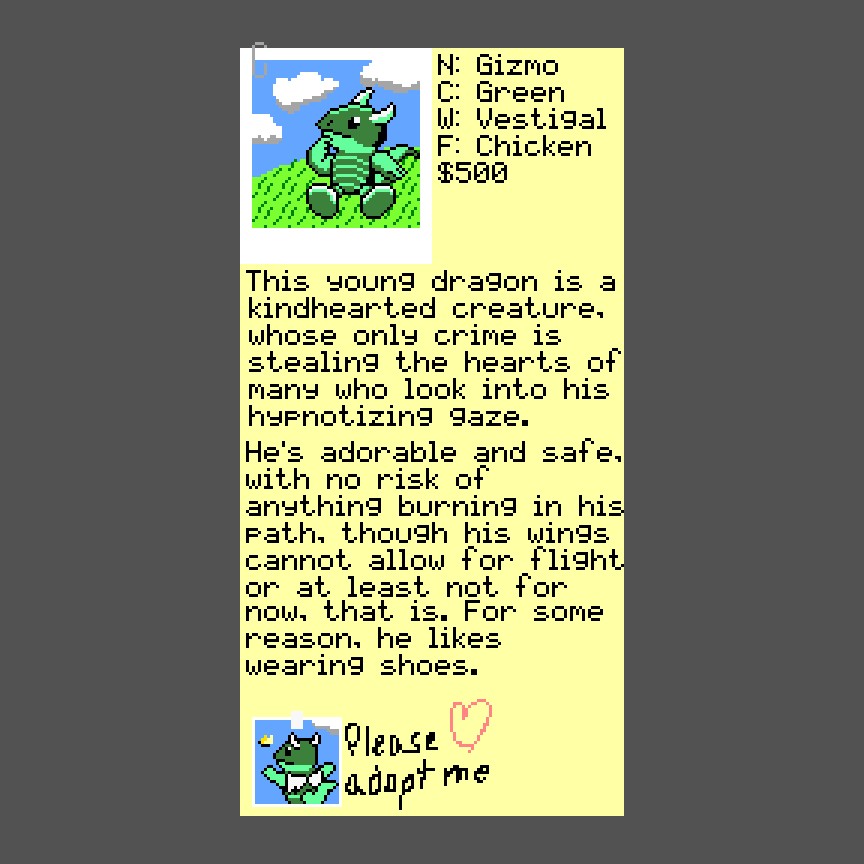 N: Gizmo
C: Green
W: Vestigal
F: Chicken
$500
This young dragon is a
kindhearted creature,
whose only crime is
stealing the hearts of
many who look into his
hypnotizing gaze.
He's adorable and safe,
with no risk of
anything burning in his
path, though his wings
cannot allow for flight
or at least not for
now, that is. For some
reason, he likes
wearing shoes.
Please
adopt me